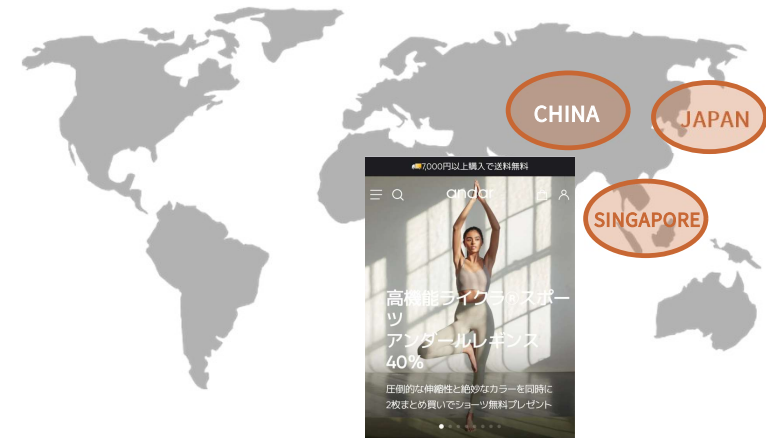 CHINA
JAPAN
SINGAPORE
7,000円以上購入で送料無料
andar
高機能ライクラ®スポー
ツ
アンダールレギンス
40%
圧倒的な伸縮性と絶妙なカラーを同時に
2枚まとめ買いでショーツ無料プレゼント